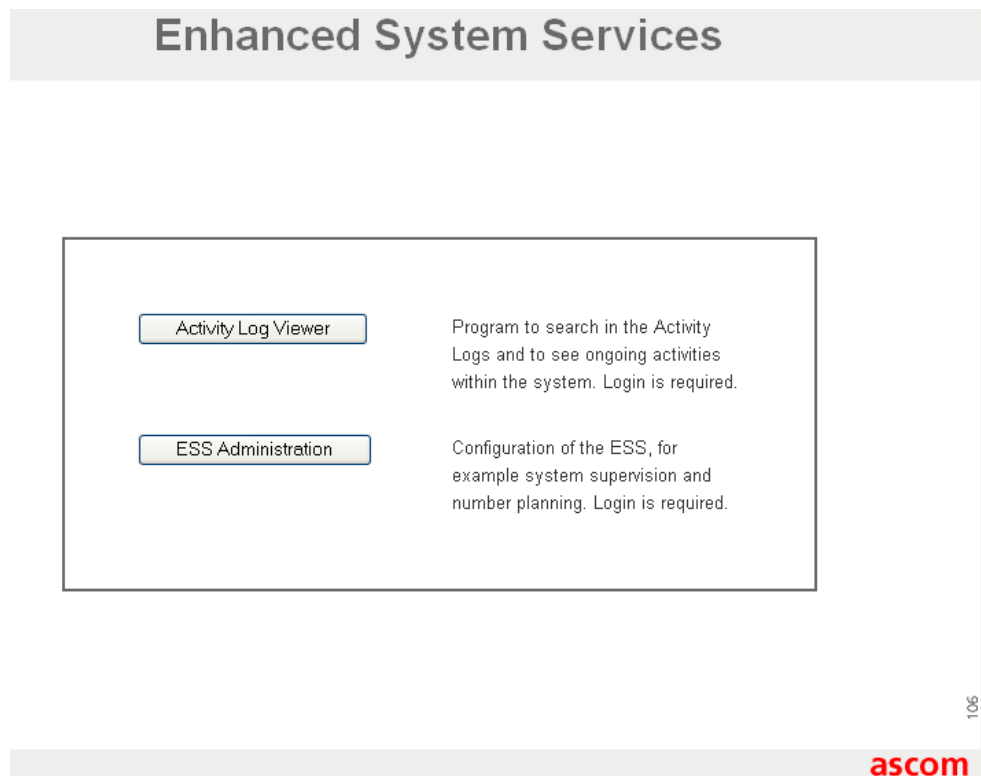 Enhanced System Services
Activity Log Viewer
Program to search in the Activity
Logs and to see ongoing activities
within the system. Login is required.
ESS Administration
Configuration of the ESS, for
example system supervision and
number planning. Login is required.
106
ascom